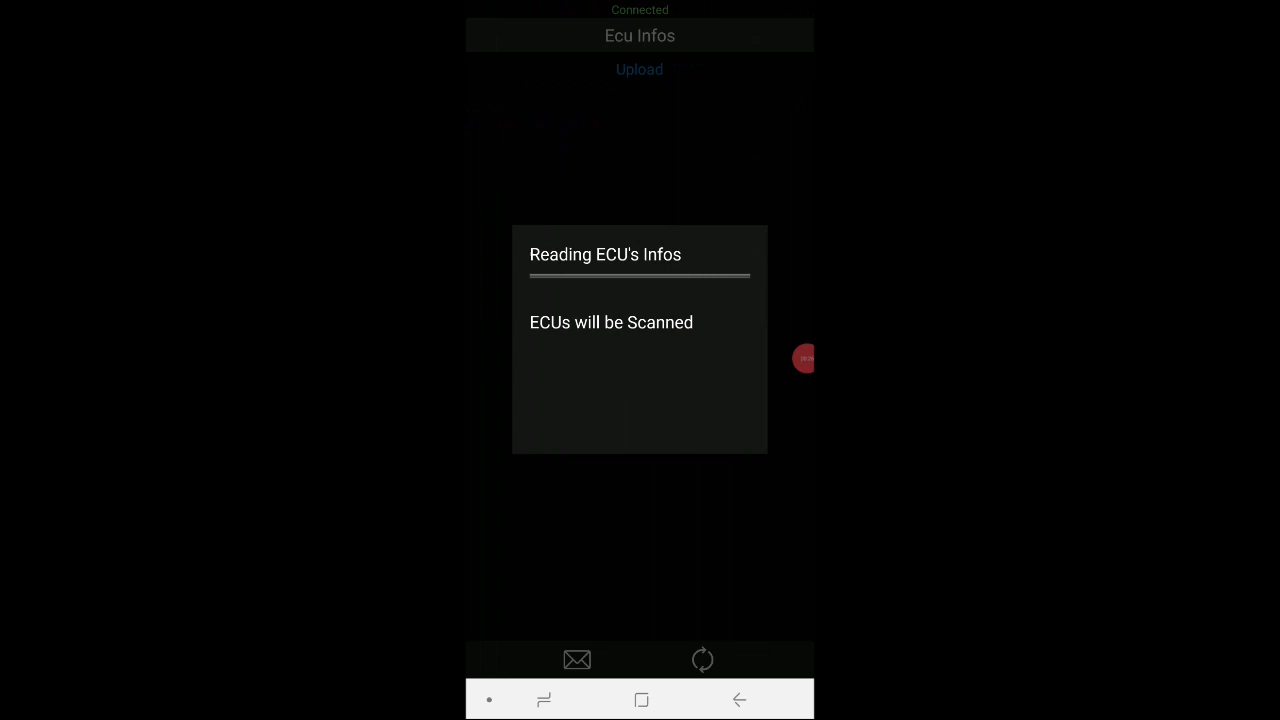 Connected
Ecu Infos
Upload
Reading ECU's Infos
ECUs will be Scanned